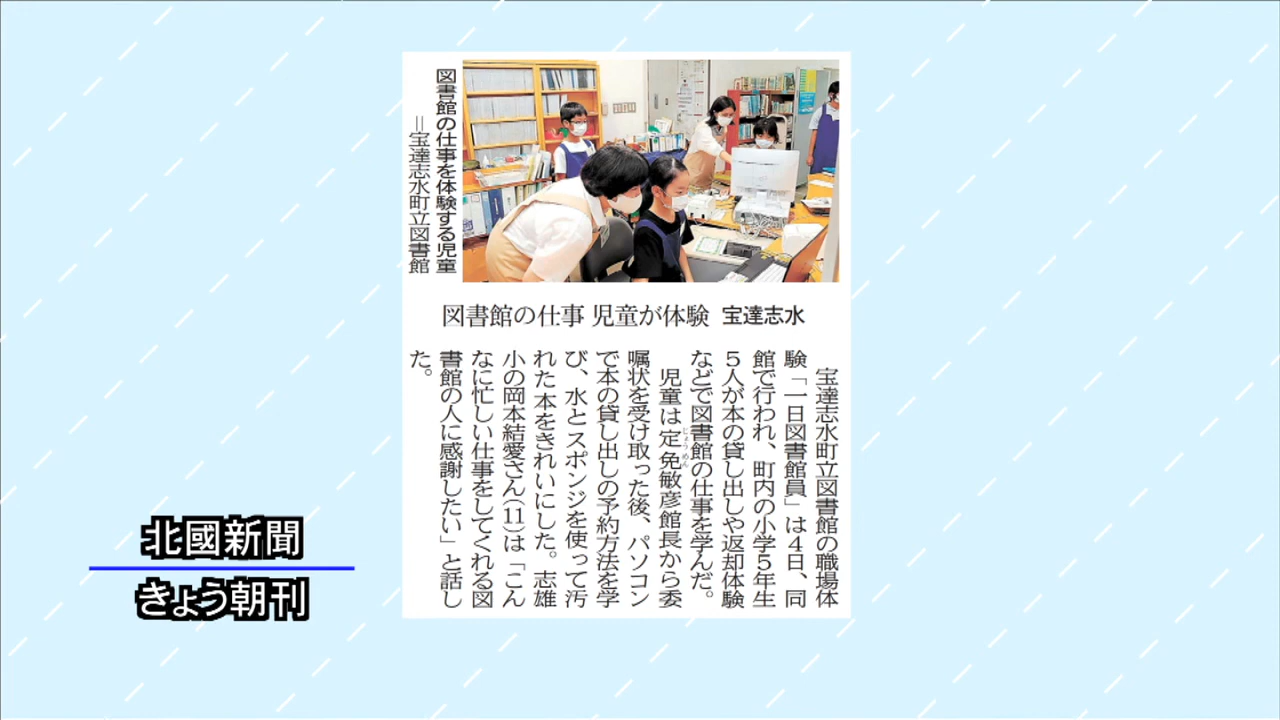 図書館の仕事を体験する児童
＝宝達志水町立図書館
図書館の仕事 児童が体験 宝達志水
宝達志水町立図書館の職場体
験「一日図書館員」は４日、同
館で行われ、町内の小学５年生
５人が本の貸し出しや返却体験
などで図書館の仕事を学んだ。
児童は定免敏彦館長から委
じょうめん
嘱状を受け取った後、パソコン
で本の貸し出しの予約方法を学
び、水とスポンジを使って汚
れた本をきれいにした。志雄
小の岡本結愛さん(11)は「こん
なに忙しい仕事をしてくれる図
書館の人に感謝したい」と話し
た。
北國新聞
きょう朝刊